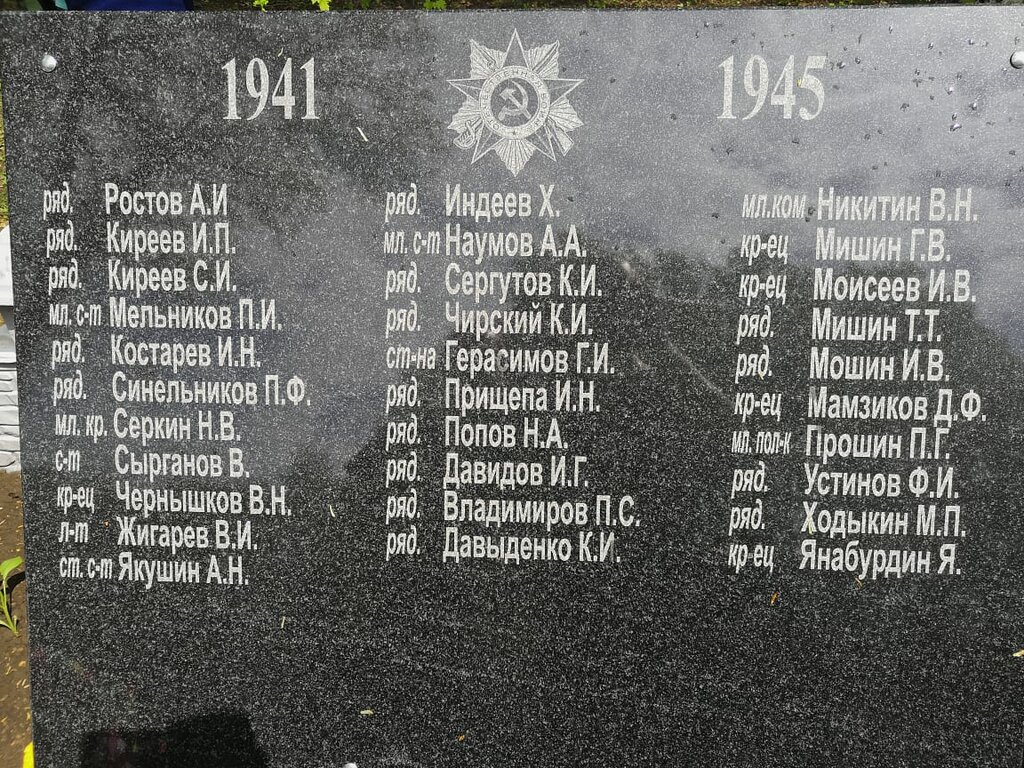 1941
1945
ряд. Ростов А.И
ряд. Киреев И.П.
ряд. Киреев С.И.
мл. с-т Мельников П.И.
ряд. Костарев И.Н.
ряд. Синельников П.Ф.
мл. кр. Серкин Н.В.
с-т Сырганов В.
кр-ец Чернышков В.Н.
л-т Жигарев В.И.
ст. с-т Якушин А.Н.
ряд. Индеев Х.
мл. с-т Наумов А.А.
ряд. Сергутов К.И.
ряд. Чирский К.И.
ст-на Герасимов Г.И.
ряд. Прищепа И.Н.
ряд. Попов Н.А.
ряд. Давидов И.Г.
ряд. Владимиров П.С.
ряд. Давыденко К.И.
мл.ком Никитин В.Н.
кр-ец Мишин Г.В.
кр-ец Моисеев И.В.
ряд. Мишин Т.Т.
ряд. Мошин И.В.
кр-ец Мамзиков Д.Ф.
мл. пол-к Прошин П.Г.
ряд. Устинов Ф.И.
ряд. Ходыкин М.П.
кр-ец Янабурдин Я.